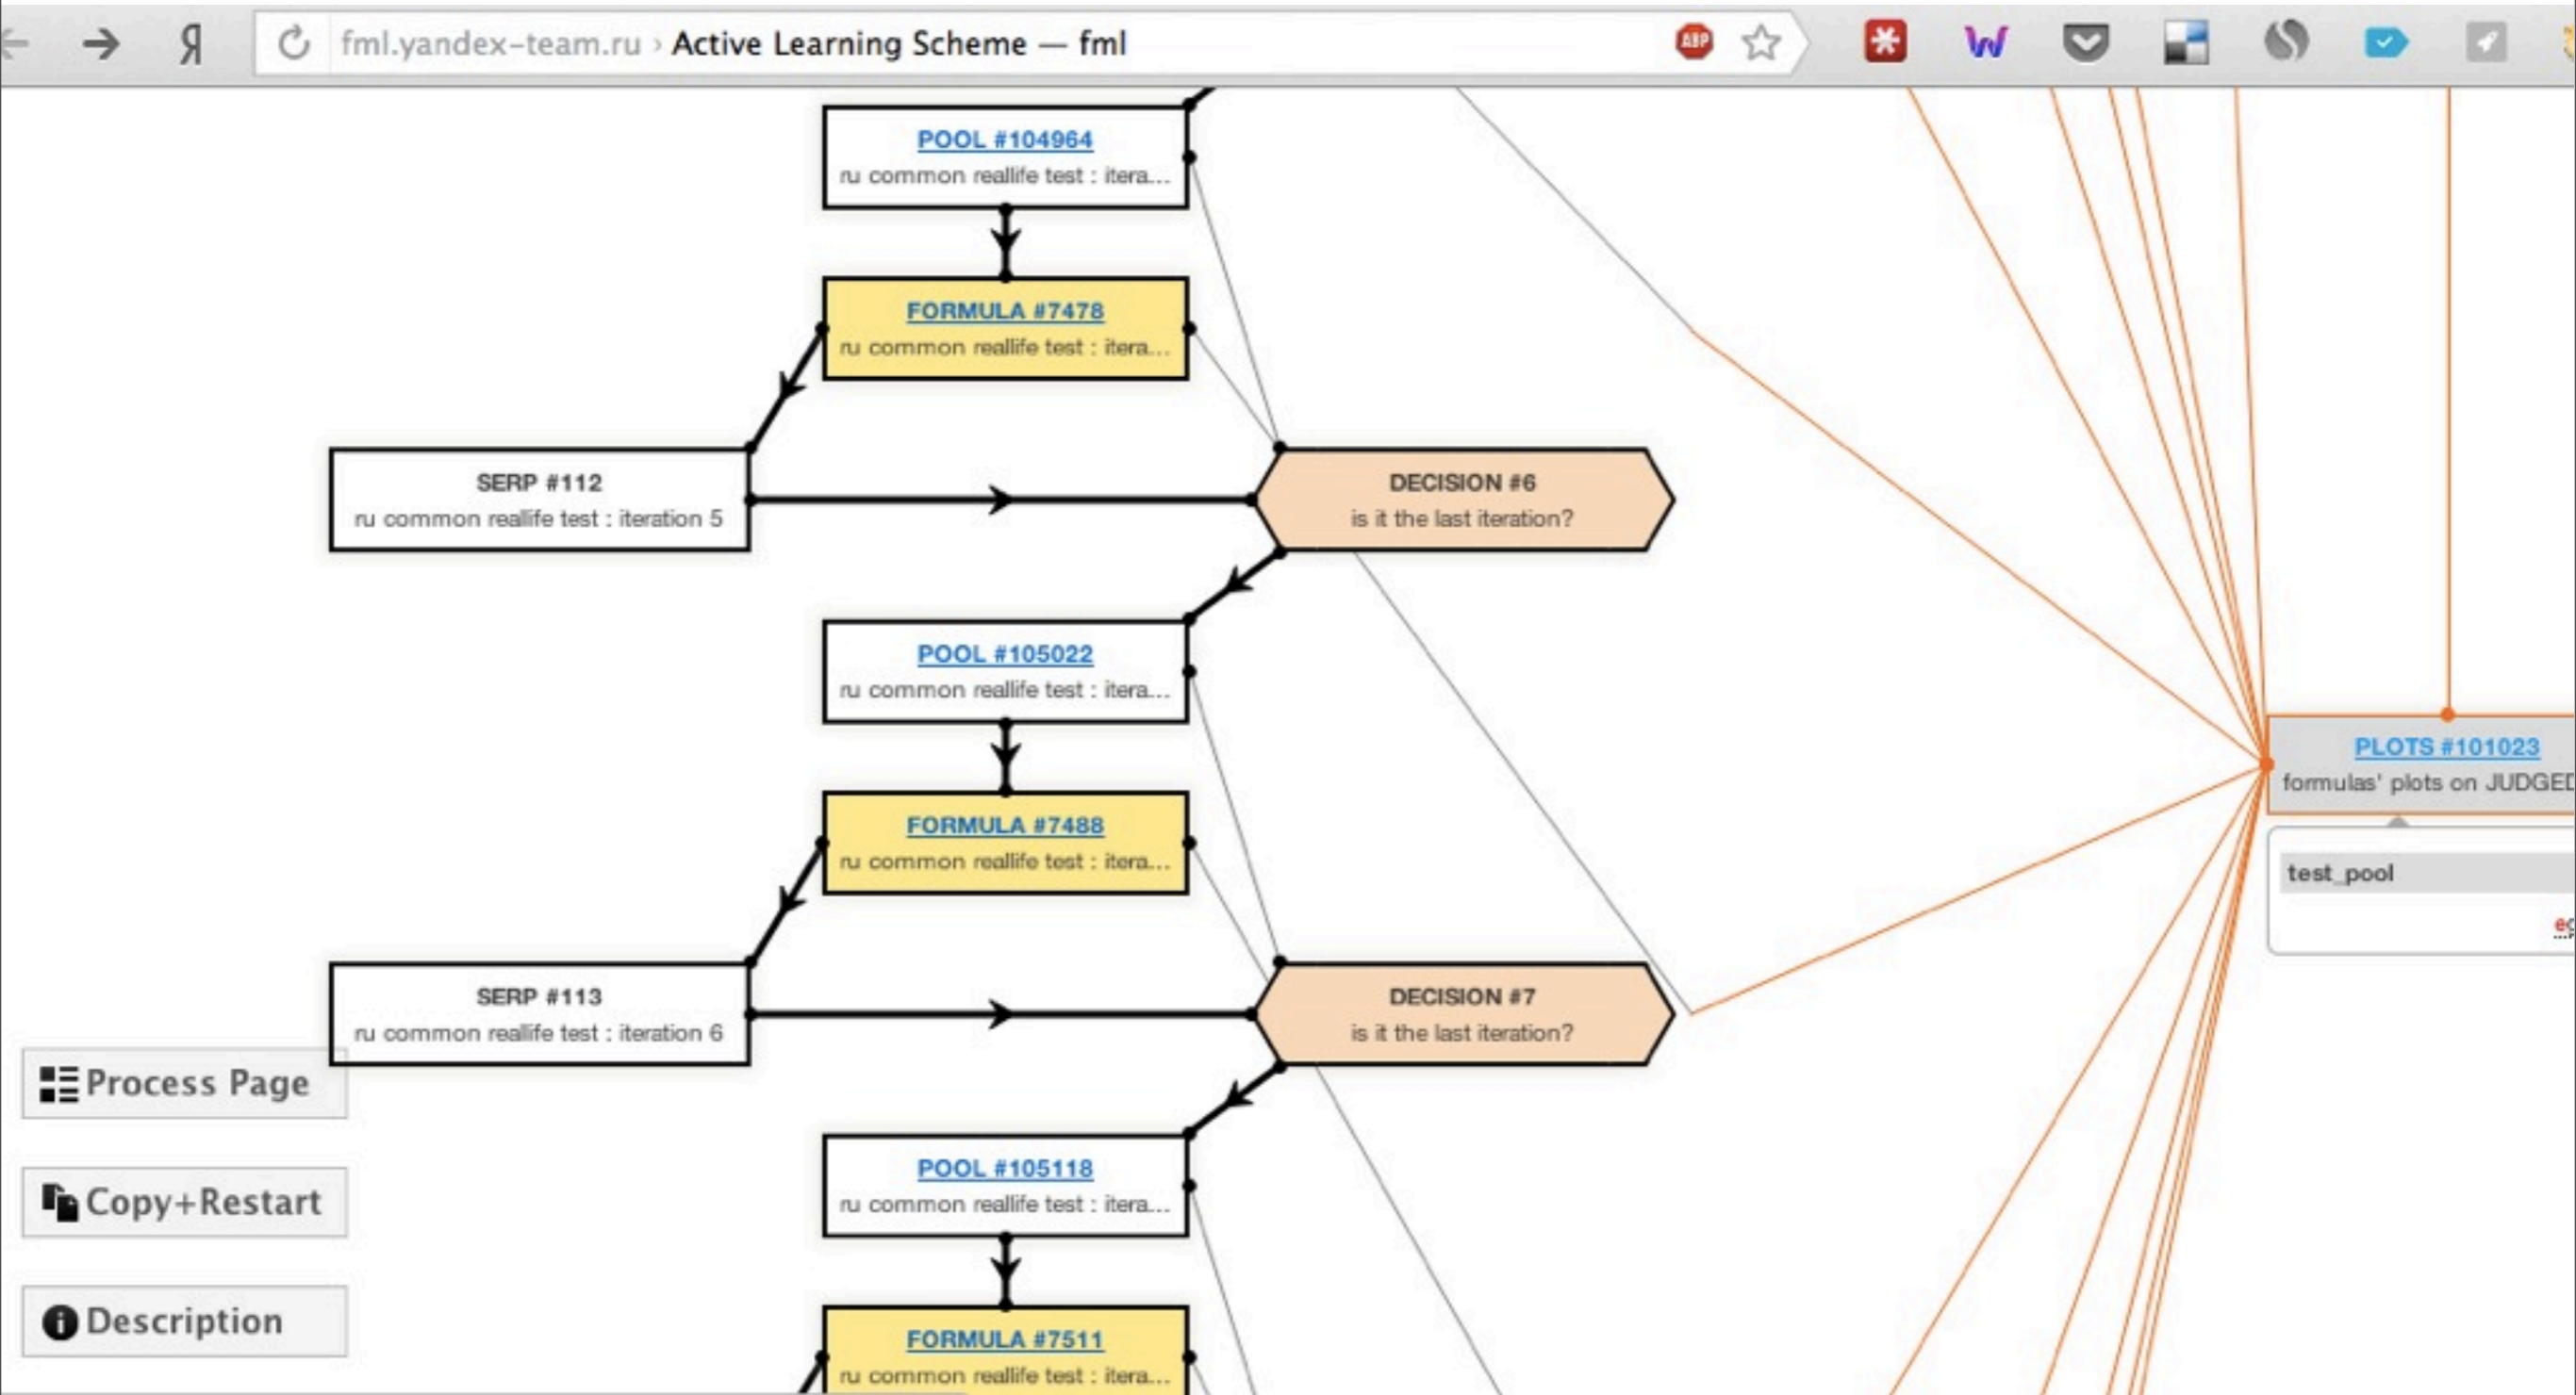 Я fml.yandex-team.ru › Active Learning Scheme — fml ABP
POOL #104964
ru common reallife test : itera...
FORMULA #7478
ru common reallife test : itera...
SERP #112
ru common reallife test : iteration 5
DECISION #6
is it the last iteration?
POOL #105022
ru common reallife test : itera...
PLOTS #101023
formulas' plots on JUDGED
FORMULA #7488
ru common reallife test : itera...
test_pool
SERP #113
ru common reallife test : iteration 6
DECISION #7
is it the last iteration?
Process Page
POOL #105118
ru common reallife test : itera...
Copy+Restart
Description
FORMULA #7511
ru common reallife test : itera...